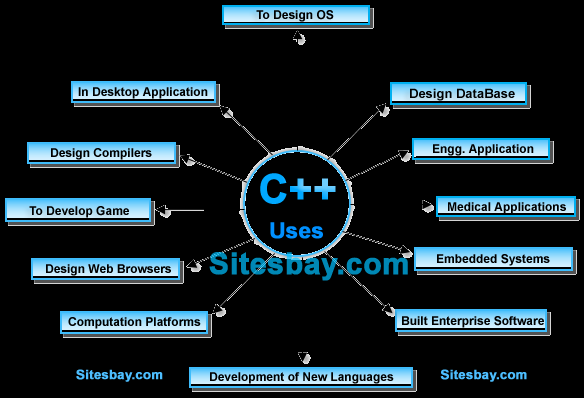 To Design OS
In Desktop Application
Design DataBase
Design Compilers
Engg. Application
C++
Uses
To Develop Game
Medical Applications
Sitesbay.com
Design Web Browsers
Embedded Systems
Computation Platforms
Built Enterprise Software
Sitesbay.com
Development of New Languages
Sitesbay.com